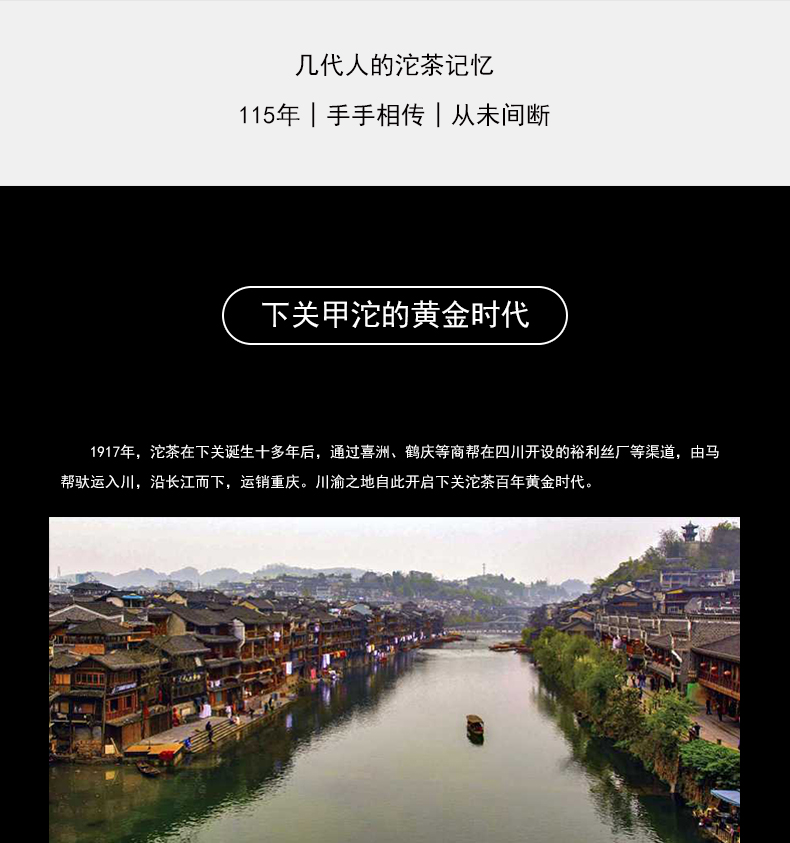 几代人的沱茶记忆
115年｜手手相传｜从未间断
下关甲沱的黄金时代
1917年，沱茶在下关诞生十多年后，通过喜洲、鹤庆等商帮在四川开设的裕利丝厂等渠道，由马
帮驮运入川，沿长江而下，运销重庆。川渝之地自此开启下关沱茶百年黄金时代。